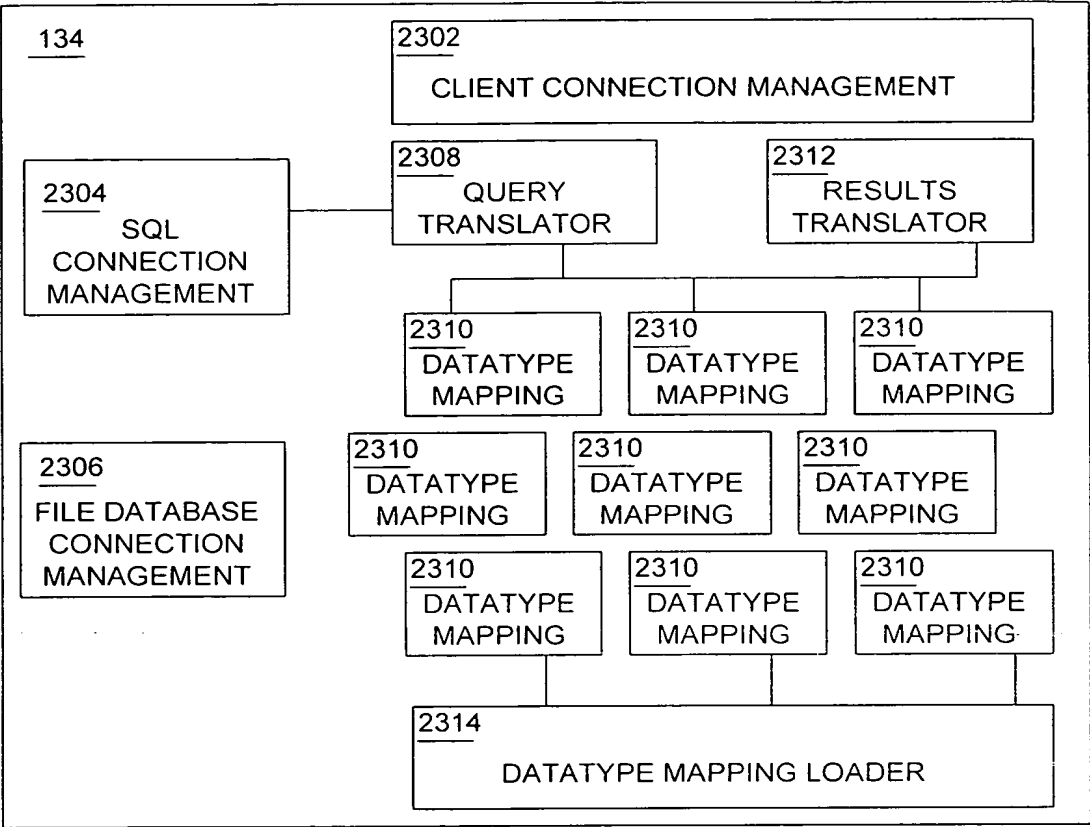 134
2302
CLIENT CONNECTION MANAGEMENT
2304
SQL
CONNECTION
MANAGEMENT
2308
QUERY
TRANSLATOR
2312
RESULTS
TRANSLATOR
2310
DATATYPE
MAPPING
2310
DATATYPE
MAPPING
2310
DATATYPE
MAPPING
2306
FILE DATABASE
CONNECTION
MANAGEMENT
2310
DATATYPE
MAPPING
2310
DATATYPE
MAPPING
2310
DATATYPE
MAPPING
2310
DATATYPE
MAPPING
2310
DATATYPE
MAPPING
2310
DATATYPE
MAPPING
2314
DATATYPE MAPPING LOADER